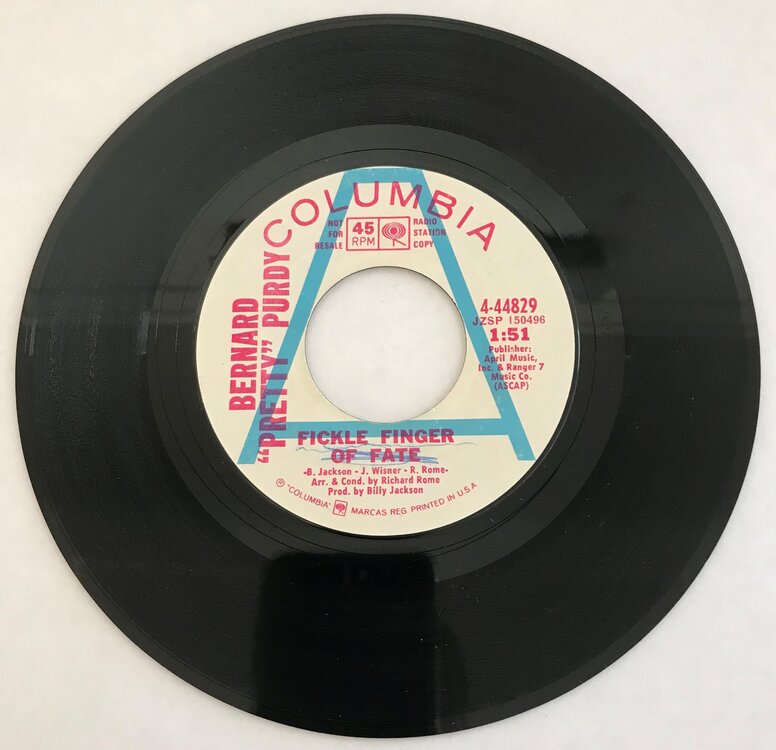 COLUMBIA
NOT
FOR
RESALE
45
RPM
RADIO
STATION
COPY
BERNARD
"PRETTY" PURDY
4-44829
JZSP 150496
1:51
Publisher:
April Music,
Inc. & Ranger 7
Music Co.
(ASCAP)
A
FICKLE FINGER
OF FATE
-B. Jackson - J. Wisner - R. Rome-
Arr. & Cond. by Richard Rome
Prod. by Billy Jackson
℗ "COLUMBIA" MARCAS REG. PRINTED IN U.S.A.